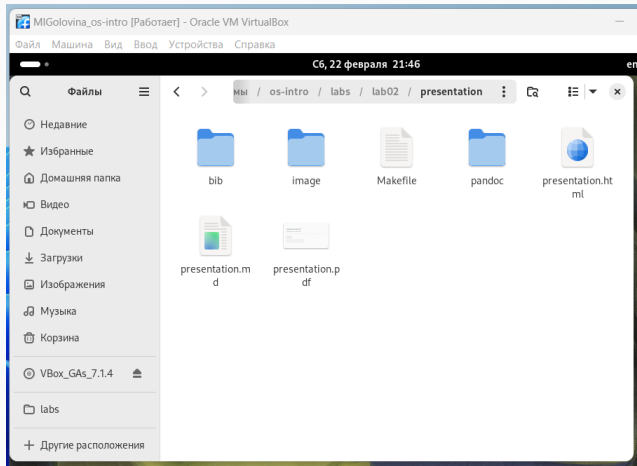 MIGolovina_os-intro [Работает] - Oracle VM VirtualBox
Файл Машина Вид Ввод Устройства Справка
Сб, 22 февраля 21:46
en
Файлы
мы / os-intro / labs / lab02 / presentation
Недавние
Избранные
Домашняя папка
Видео
Документы
Загрузки
Изображения
Музыка
Корзина
VBox_GAs_7.1.4
labs
Другие расположения
bib
image
Makefile
pandoc
presentation.ht
ml
presentation.m
d
presentation.p
df